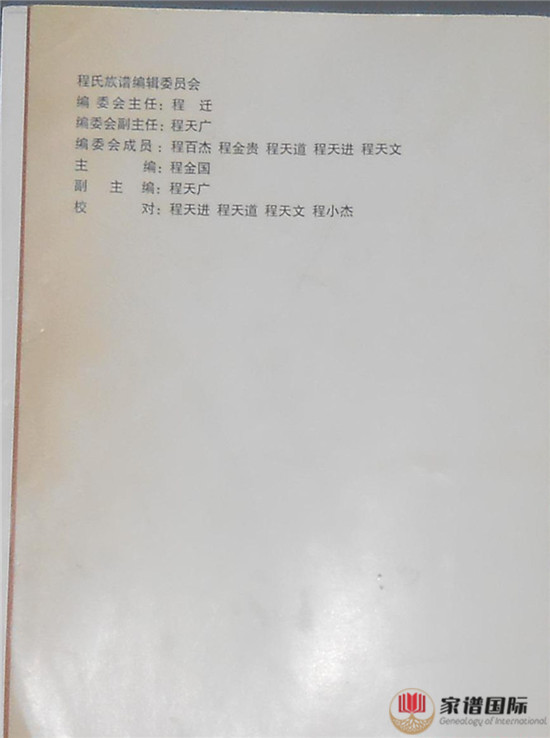 程氏族谱编辑委员会
编 委会主任：程　迁
编委会副主任：程天广
编委会成员：程百杰 程金贵 程天道 程天进 程天文
主　　　编：程金国
副　主　编：程天广
校　　　对：程天进 程天道 程天文 程小杰
家谱国际
Genealogy of International